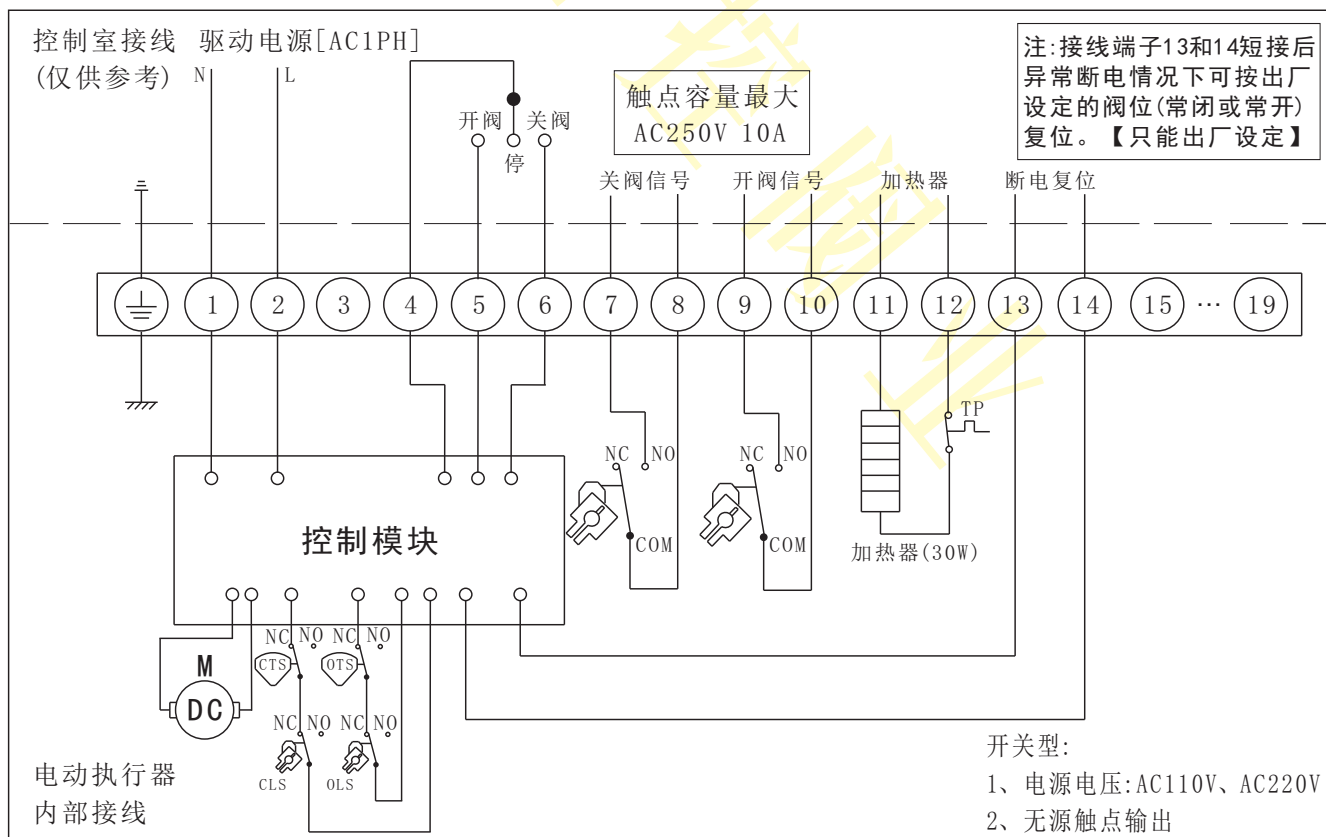 控制室接线 驱动电源[AC1PH]
(仅供参考) N L
开阀 关阀
停
触点容量最大
AC250V 10A
注:接线端子13和14短接后
异常断电情况下可按出厂
设定的阀位(常闭或常开)
复位。【只能出厂设定】
关阀信号 开阀信号 加热器 断电复位
1 2 3 4 5 6 7 8 9 10 11 12 13 14 15 … 19
TP
NC NO NC NO
控制模块
COM COM
加热器(30W)
NC NO NC NO
M
CTS OTS
DC
NC NO NC NO
CLS OLS
电动执行器
内部接线
开关型:
1、电源电压:AC110V、AC220V
2、无源触点输出
控阀业